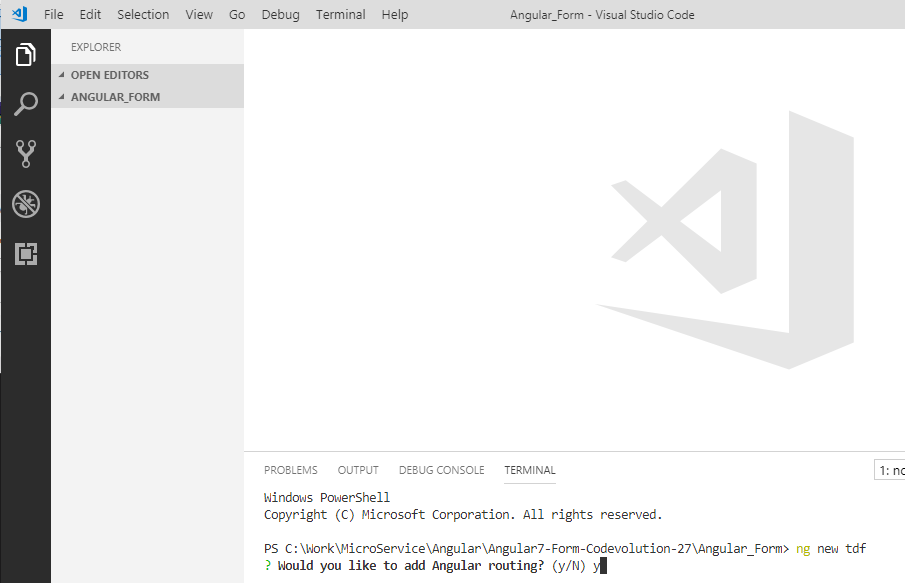 File Edit Selection View Go Debug Terminal Help Angular_Form - Visual Studio Code
EXPLORER
OPEN EDITORS
ANGULAR_FORM
PROBLEMS OUTPUT DEBUG CONSOLE TERMINAL 1:
Windows PowerShell
Copyright (C) Microsoft Corporation. All rights reserved.
PS C:\Work\MicroService\Angular\Angular7-Form-Codevolution-27\Angular_Form> ng new tdf
? Would you like to add Angular routing? (y/N) y